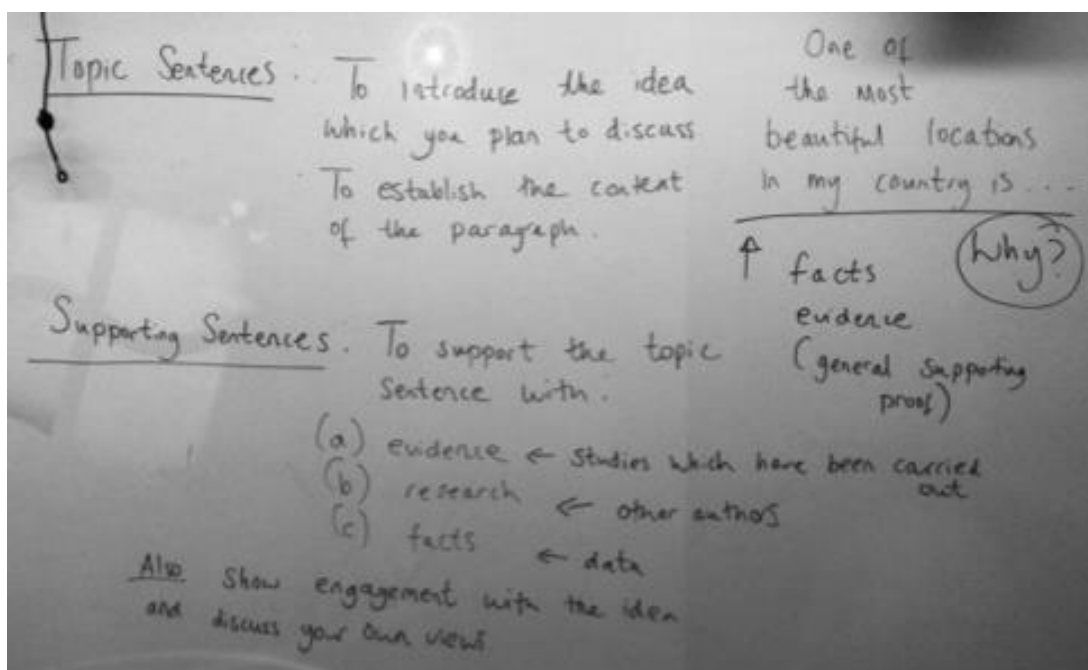 Topic Sentences.
To introduce the idea
which you plan to discuss
To establish the context
of the paragraph.
One of
the most
beautiful locations
in my country is ...
↑ facts
evidence
(general supporting
proof)
Why?
Supporting Sentences.
To support the topic
sentence with.
(a) evidence ← studies which have been carried
out
(b) research ← other authors
(c) facts ← data
Also Show engagement with the idea
and discuss your own views